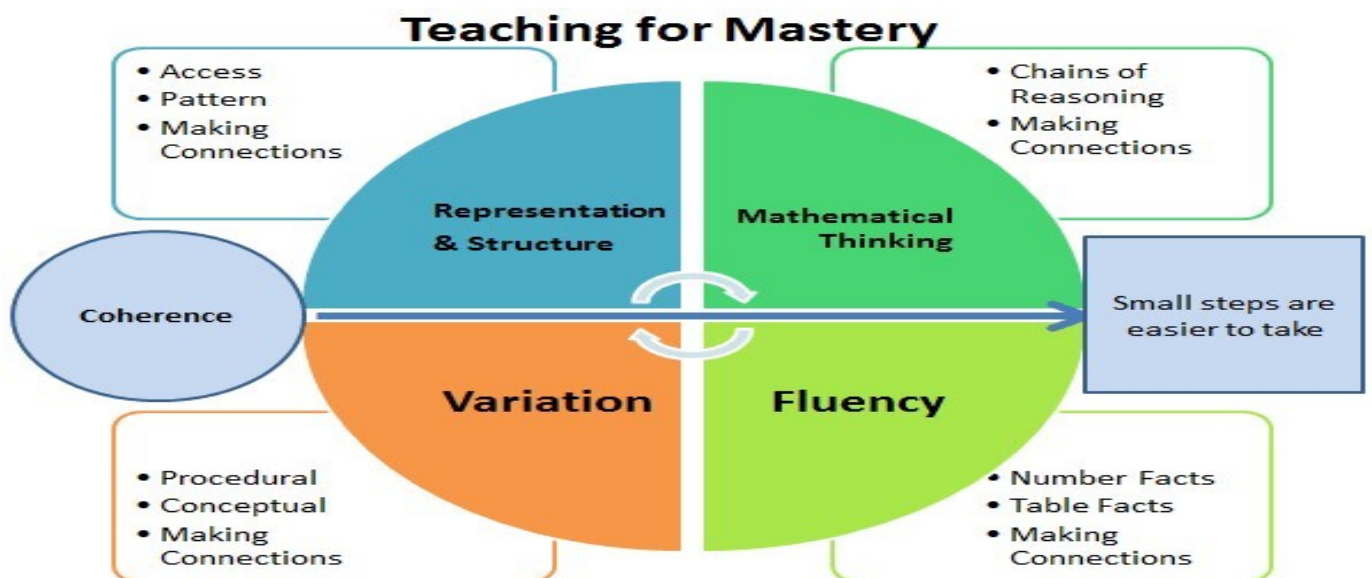 Teaching for Mastery
• Access
• Pattern
• Making
Connections
• Chains of
Reasoning
• Making
Connections
Representation
& Structure
Mathematical
Thinking
Coherence
Small steps are
easier to take
Variation
Fluency
• Procedural
• Conceptual
• Making
Connections
• Number Facts
• Table Facts
• Making
Connections